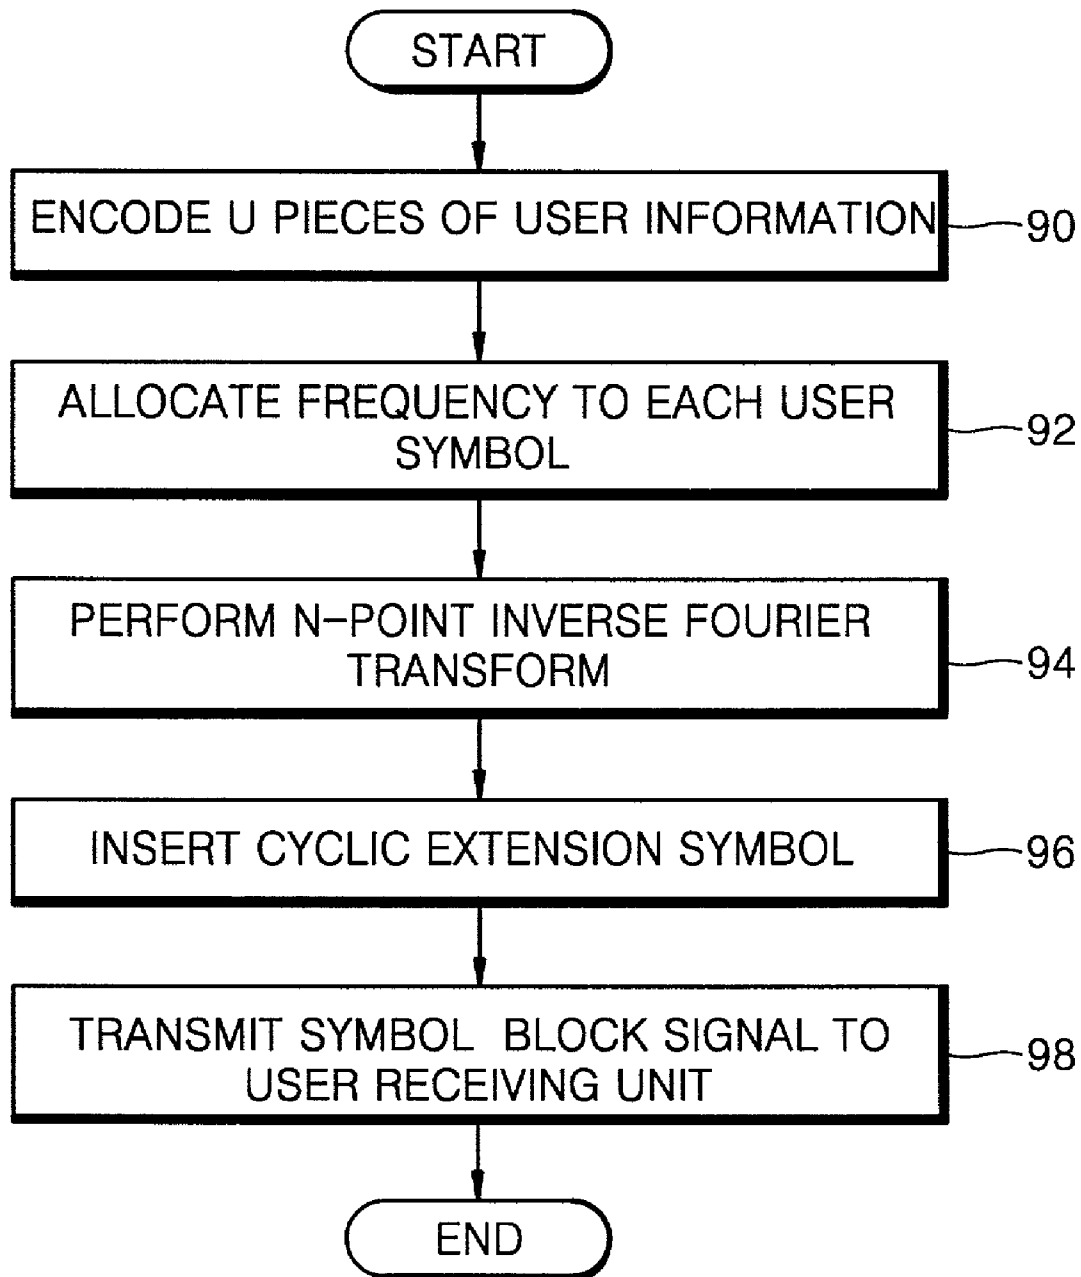 START
ENCODE U PIECES OF USER INFORMATION
90
ALLOCATE FREQUENCY TO EACH USER
SYMBOL
92
PERFORM N-POINT INVERSE FOURIER
TRANSFORM
94
INSERT CYCLIC EXTENSION SYMBOL
96
TRANSMIT SYMBOL BLOCK SIGNAL TO
USER RECEIVING UNIT
98
END